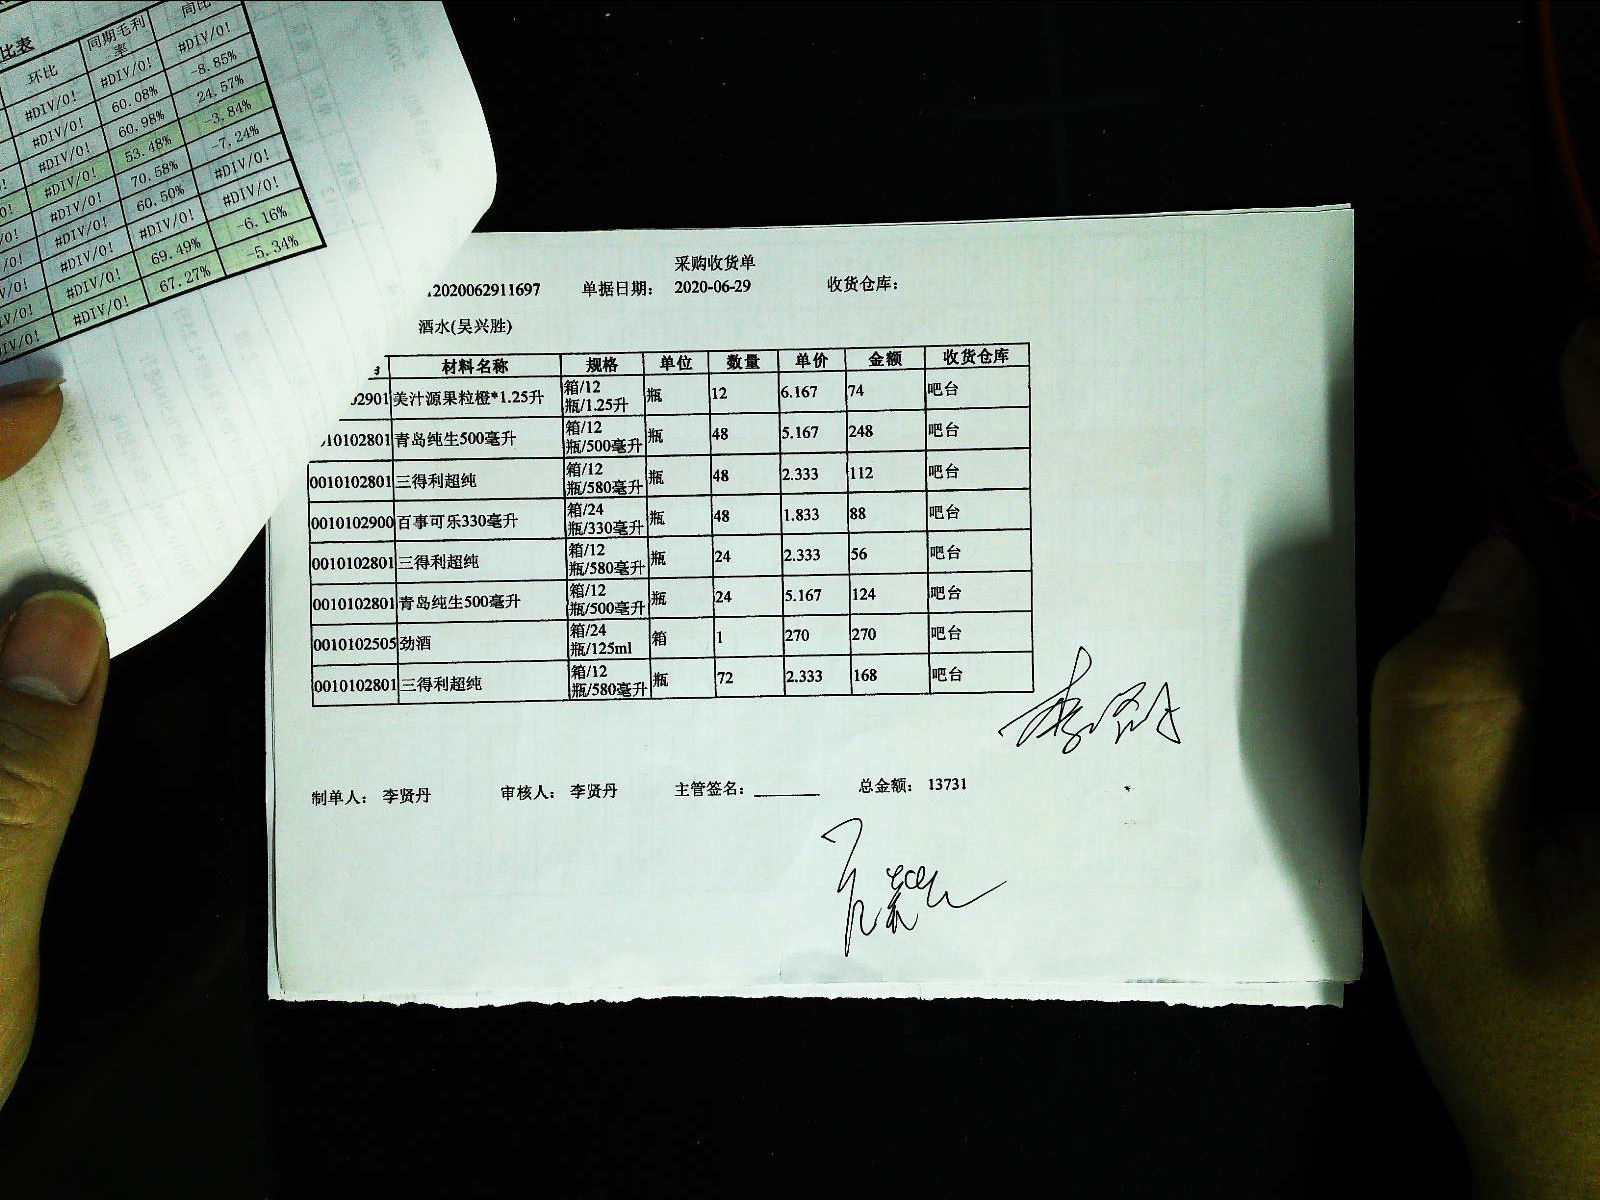 比表
环比 同期毛利率 同比
#DIV/0! #DIV/0! #DIV/0!
#DIV/0! 60.08% -8.85%
#DIV/0! 60.98% 24.57%
#DIV/0! 53.48% -3.84%
#DIV/0! 70.58% -7.24%
#DIV/0! 60.50% #DIV/0!
#DIV/0! #DIV/0! #DIV/0!
#DIV/0! 69.49% -6.16%
#DIV/0! 67.27% -5.34%
采购收货单
2020062911697 单据日期： 2020-06-29 收货仓库：
酒水(吴兴胜)
材料名称 规格 单位 数量 单价 金额 收货仓库
02901 美汁源果粒橙*1.25升 箱/12瓶/1.25升 瓶 12 6.167 74 吧台
010102801 青岛纯生500毫升 箱/12瓶/500毫升 瓶 48 5.167 248 吧台
0010102801 三得利超纯 箱/12瓶/580毫升 瓶 48 2.333 112 吧台
0010102900 百事可乐330毫升 箱/24瓶/330毫升 瓶 48 1.833 88 吧台
0010102801 三得利超纯 箱/12瓶/580毫升 瓶 24 2.333 56 吧台
0010102801 青岛纯生500毫升 箱/12瓶/500毫升 瓶 24 5.167 124 吧台
0010102505 劲酒 箱/24瓶/125ml 箱 1 270 270 吧台
0010102801 三得利超纯 箱/12瓶/580毫升 瓶 72 2.333 168 吧台
制单人： 李贤丹 审核人： 李贤丹 主管签名： 总金额： 13731